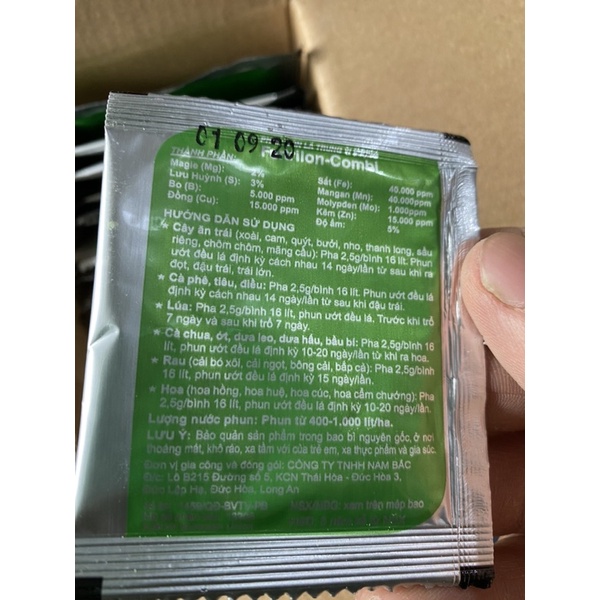 01 09 20
LÁ TRUNG VI LƯỢNG
THÀNH PHẦN:
-Combi
Magie (Mg): 2%
Lưu Huỳnh (S): 3%
Bo (B): 5.000 ppm
Đồng (Cu): 15.000 ppm
Sắt (Fe): 40.000 ppm
Mangan (Mn): 40.000ppm
Molypden (Mo): 1.000ppm
Kẽm (Zn): 15.000 ppm
Độ ẩm: 5%
HƯỚNG DẪN SỬ DỤNG
★ Cây ăn trái (xoài, cam, quýt, bưởi, nho, thanh long, sầu
riêng, chôm chôm, mãng cầu): Pha 2,5g/bình 16 lít. Phun
ướt đều lá định kỳ cách nhau 14 ngày/lần từ sau khi ra
đọt, đậu trái, trái lớn.
★ Cà phê, tiêu, điều: Pha 2,5g/bình 16 lít, phun ướt đều lá
định kỳ cách nhau 14 ngày/lần từ sau khi đậu trái.
★ Lúa: Pha 2,5g/bình 16 lít, phun ướt đều lá. Trước khi trổ
7 ngày và sau khi trổ 7 ngày.
★ Cà chua, ớt, dưa leo, dưa hấu, bầu bí: Pha 2,5g/bình 16
lít, phun ướt đều lá định kỳ 10-20 ngày/lần từ khi ra hoa.
★ Rau (cải bó xôi, cải ngọt, bông cải, bắp cả): Pha 2,5g/bình
16 lít, phun ướt đều lá định kỳ 15 ngày/lần.
★ Hoa (hoa hồng, hoa huệ, hoa cúc, hoa cẩm chướng): Pha
2,5g/bình 16 lít, phun ướt đều lá định kỳ 10-20 ngày/lần.
Lượng nước phun: Phun từ 400-1.000 lít/ha.
LƯU Ý: Bảo quản sản phẩm trong bao bì nguyên gốc, ở nơi
thoáng mát, khô ráo, xa tầm với của trẻ em, xa thực phẩm và gia súc.
Đơn vị gia công và đóng gói: CÔNG TY TNHH NAM BẮC
Đ/c: Lô B215 Đường số 5, KCN Thái Hòa - Đức Hòa 3,
Đức Lập Hạ, Đức Hòa, Long An
xem trên mép bao